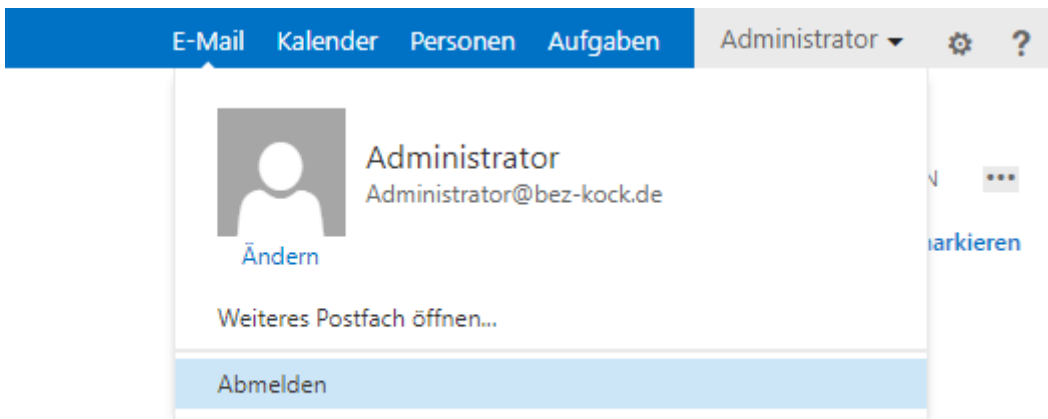 E-Mail Kalender Personen Aufgaben Administrator ?
Administrator
Administrator@bez-kock.de
Ändern
Weiteres Postfach öffnen...
Abmelden